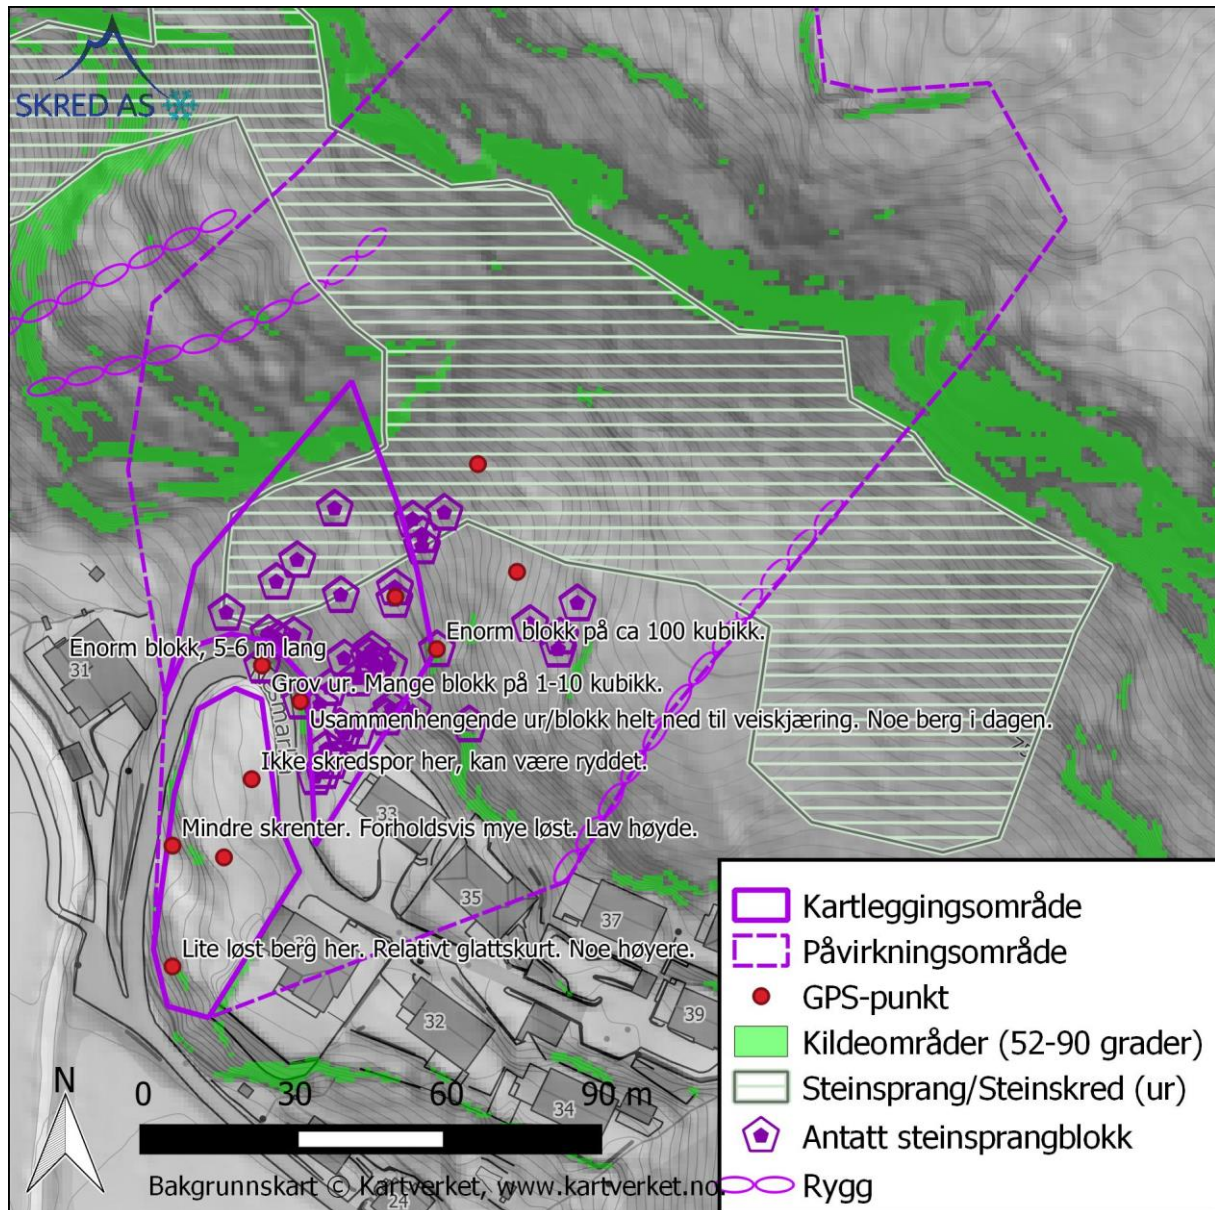 SKRED AS
31
Enorm blokk, 5-6 m lang
Enorm blokk på ca 100 kubikk.
Grov ur. Mange blokk på 1-10 kubikk.
Usammenhengende ur/blokk helt ned til veiskjæring. Noe berg i dagen.
Ikke skredspor her, kan være ryddet.
33
Mindre skrenter. Forholdsvis mye løst. Lav høyde.
35
37
Lite løst berg her. Relativt glattskurt. Noe høyere.
32
39
34
24
N
0 30 60 90 m
Bakgrunnskart © Kartverket, www.kartverket.no.
Kartleggingsområde
Påvirkningsområde
GPS-punkt
Kildeområder (52-90 grader)
Steinsprang/Steinskred (ur)
Antatt steinsprangblokk
Rygg